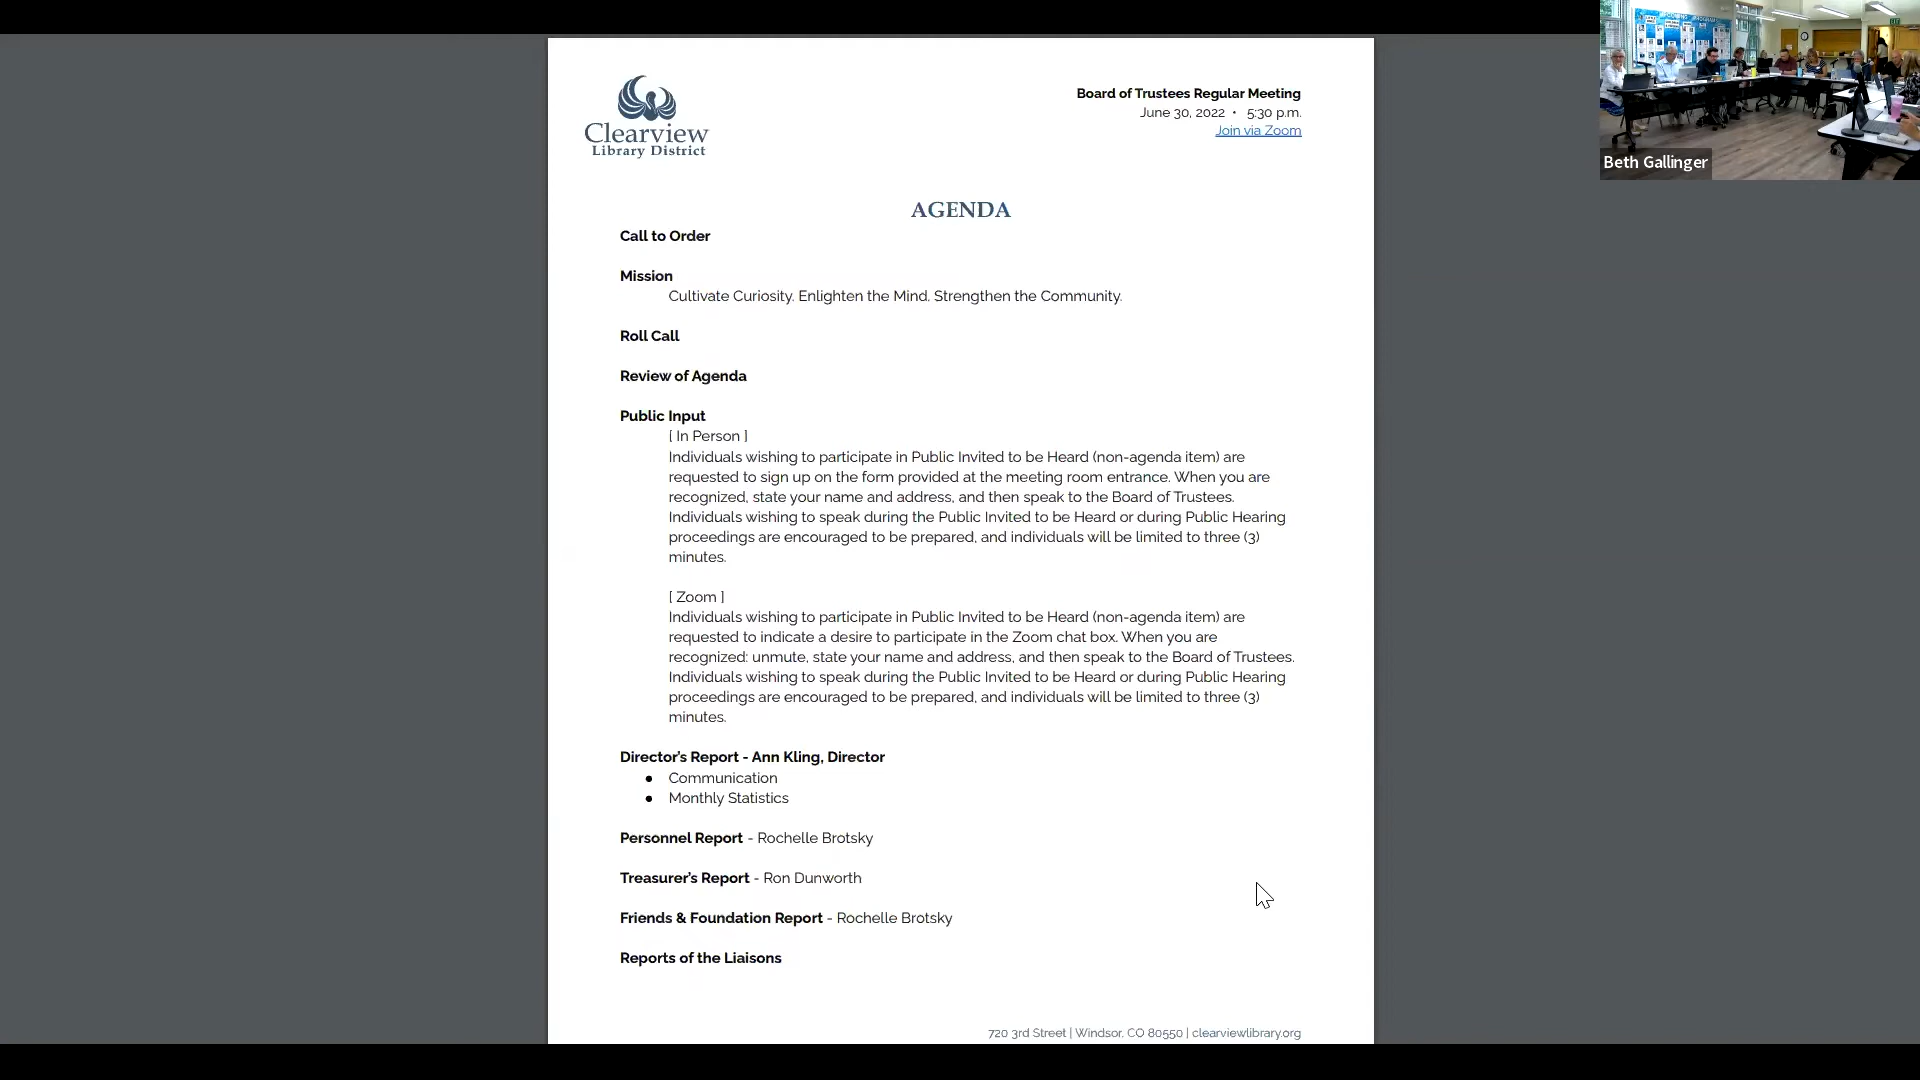 Clearview
Library District
Board of Trustees Regular Meeting
June 30, 2022 • 5:30 p.m.
Join via Zoom
Beth Gallinger
AGENDA
Call to Order
Mission
Cultivate Curiosity. Enlighten the Mind. Strengthen the Community.
Roll Call
Review of Agenda
Public Input
[ In Person ]
Individuals wishing to participate in Public Invited to be Heard (non-agenda item) are
requested to sign up on the form provided at the meeting room entrance. When you are
recognized, state your name and address, and then speak to the Board of Trustees.
Individuals wishing to speak during the Public Invited to be Heard or during Public Hearing
proceedings are encouraged to be prepared, and individuals will be limited to three (3)
minutes.
[ Zoom ]
Individuals wishing to participate in Public Invited to be Heard (non-agenda item) are
requested to indicate a desire to participate in the Zoom chat box. When you are
recognized: unmute, state your name and address, and then speak to the Board of Trustees.
Individuals wishing to speak during the Public Invited to be Heard or during Public Hearing
proceedings are encouraged to be prepared, and individuals will be limited to three (3)
minutes.
Director's Report - Ann Kling, Director
● Communication
● Monthly Statistics
Personnel Report - Rochelle Brotsky
Treasurer's Report - Ron Dunworth
Friends & Foundation Report - Rochelle Brotsky
Reports of the Liaisons
720 3rd Street | Windsor, CO 80550 | clearviewlibrary.org